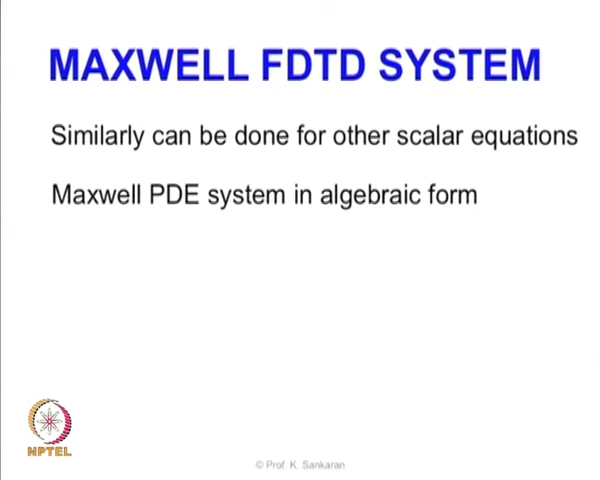 MAXWELL FDTD SYSTEM
Similarly can be done for other scalar equations
Maxwell PDE system in algebraic form
NPTEL
© Prof. K. Sankaran